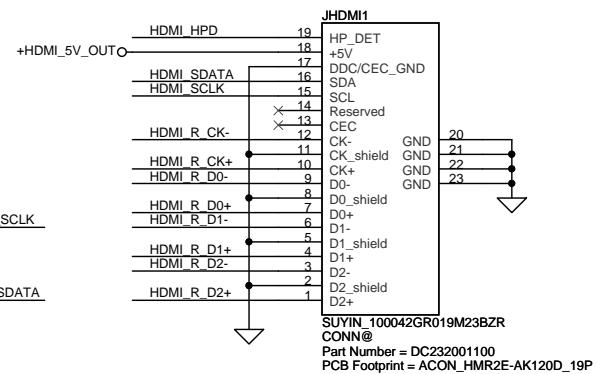 JHDMI1
HDMI_HPD 19 HP_DET
+HDMI_5V_OUT 18 +5V
17 DDC/CEC_GND
HDMI_SDATA 16 SDA
HDMI_SCLK 15 SCL
14 Reserved
13 CEC
HDMI_R_CK- 12 CK- GND 20
11 CK_shield GND 21
HDMI_R_CK+ 10 CK+ GND 22
HDMI_R_D0- 9 D0- GND 23
8 D0_shield
HDMI_R_D0+ 7 D0+
SCLK HDMI_R_D1- 6 D1-
5 D1_shield
HDMI_R_D1+ 4 D1+
HDMI_R_D2- 3 D2-
2 D2_shield
SDATA HDMI_R_D2+ 1 D2+
SUYIN_100042GR019M23BZR
CONN@
Part Number = DC232001100
PCB Footprint = ACON_HMR2E-AK120D_19P